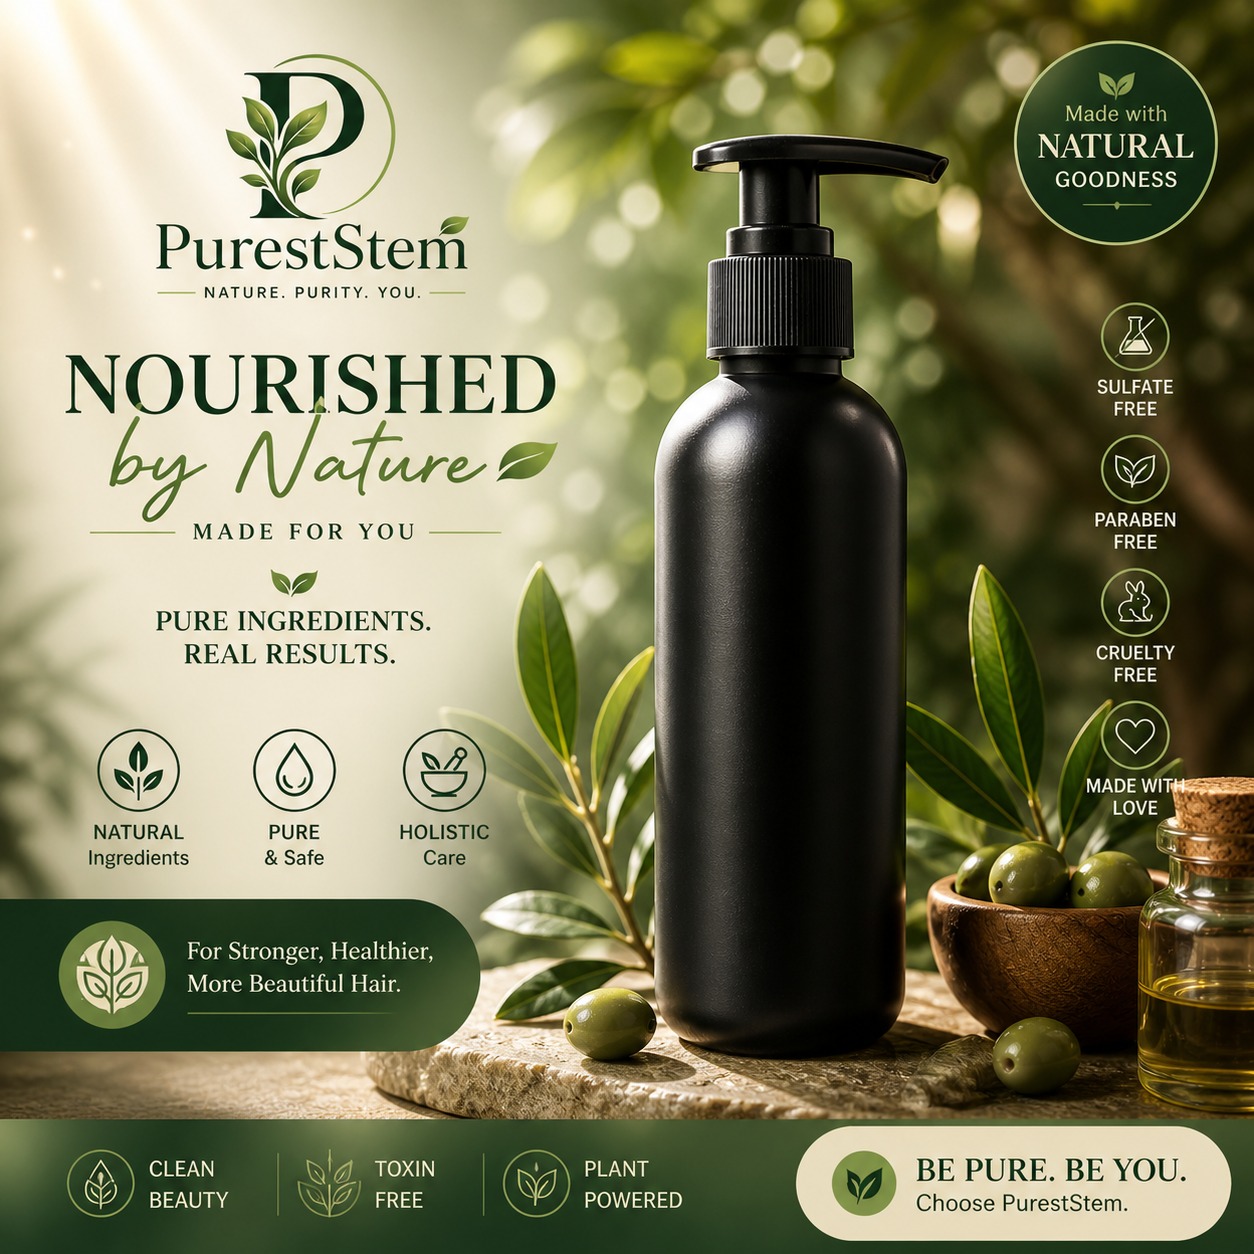 P
PurestStem
NATURE. PURITY. YOU.
NOURISHED
by Nature
MADE FOR YOU
PURE INGREDIENTS.
REAL RESULTS.
NATURAL
Ingredients
PURE
& Safe
HOLISTIC
Care
For Stronger, Healthier,
More Beautiful Hair.
Made with
NATURAL
GOODNESS
SULFATE
FREE
PARABEN
FREE
CRUELTY
FREE
MADE WITH
LOVE
CLEAN
BEAUTY
TOXIN
FREE
PLANT
POWERED
BE PURE. BE YOU.
Choose PurestStem.